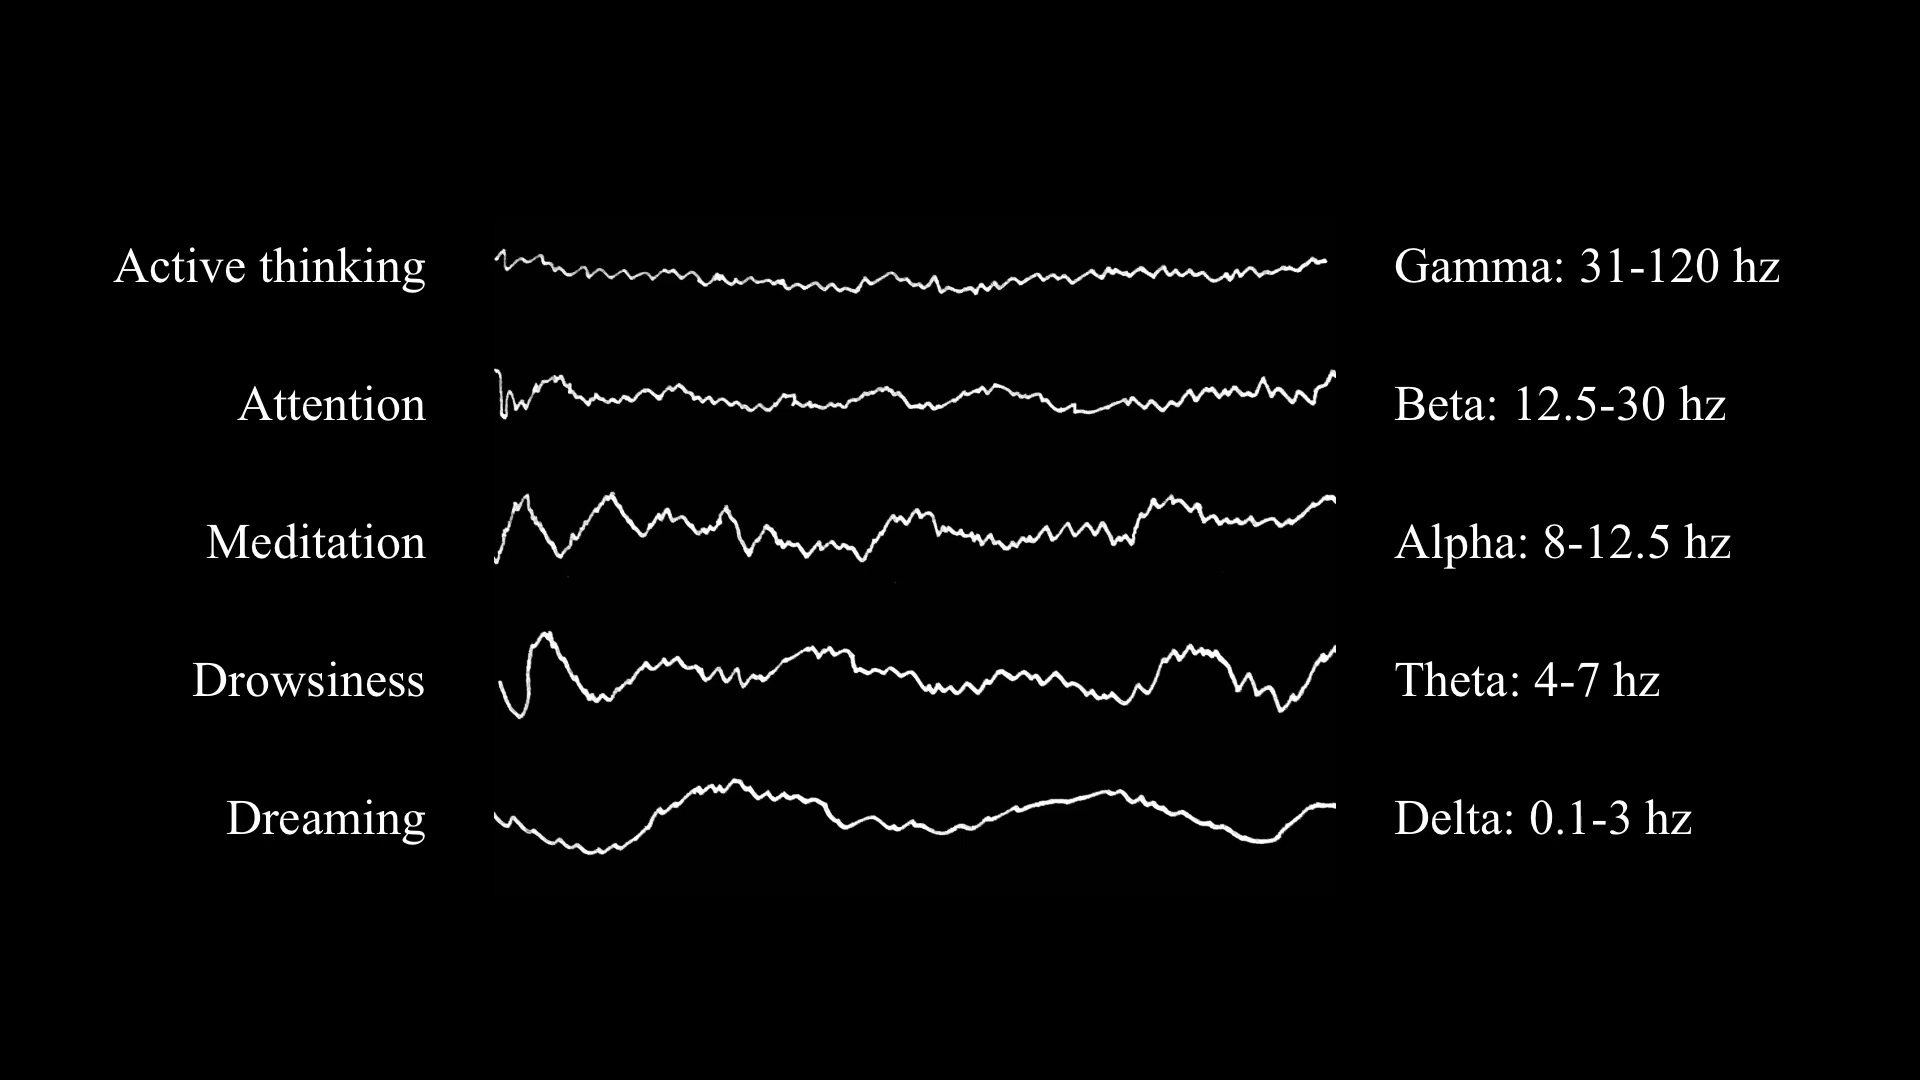 Active thinking Gamma: 31-120 hz
Attention Beta: 12.5-30 hz
Meditation Alpha: 8-12.5 hz
Drowsiness Theta: 4-7 hz
Dreaming Delta: 0.1-3 hz